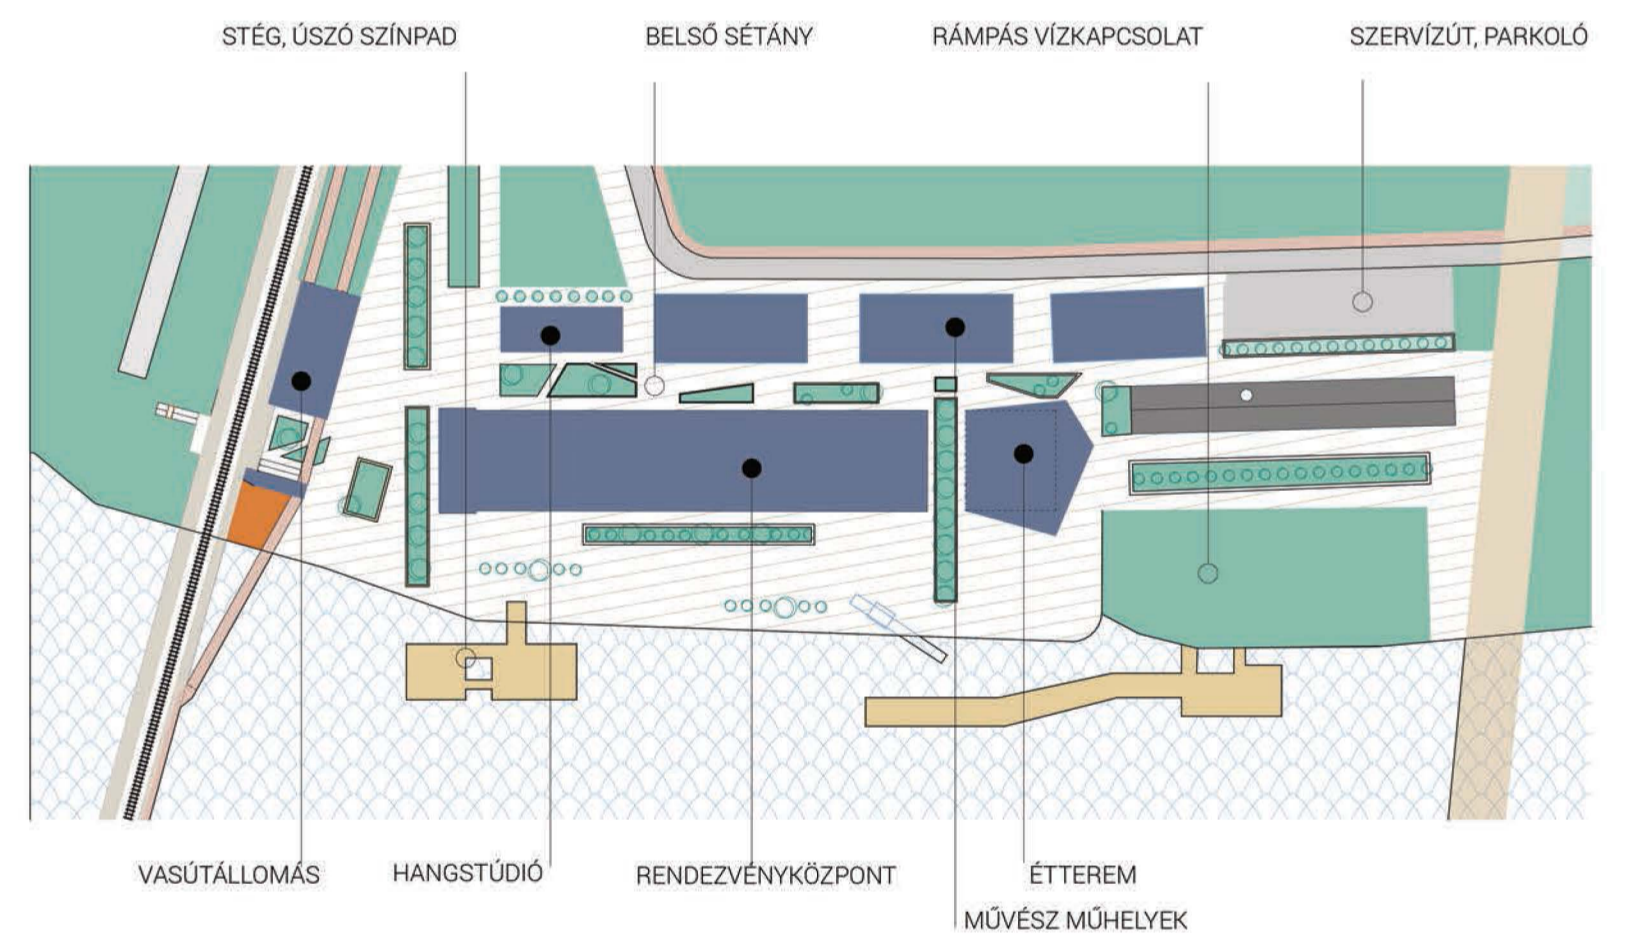 STÉG, ÚSZÓ SZÍNPAD
BELSŐ SÉTÁNY
RÁMPÁS VÍZKAPCSOLAT
SZERVÍZÚT, PARKOLÓ
VASÚTÁLLOMÁS
HANGSTÚDIÓ
RENDEZVÉNYKÖZPONT
ÉTTEREM
MŰVÉSZ MŰHELYEK